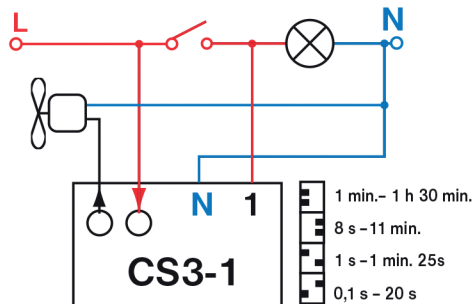 L
N
N
1
CS3-1
1 min.– 1 h 30 min.
8 s –11 min.
1 s –1 min. 25s
0,1 s – 20 s